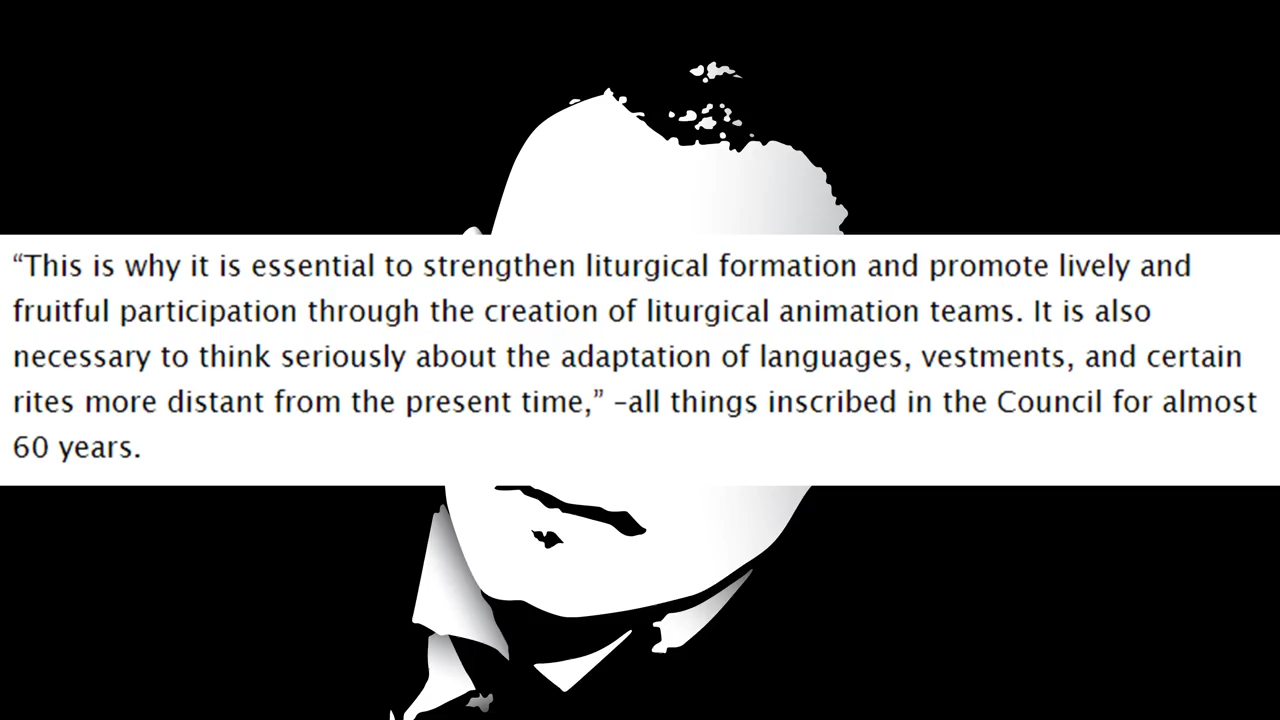 “This is why it is essential to strengthen liturgical formation and promote lively and
fruitful participation through the creation of liturgical animation teams. It is also
necessary to think seriously about the adaptation of languages, vestments, and certain
rites more distant from the present time,” –all things inscribed in the Council for almost
60 years.